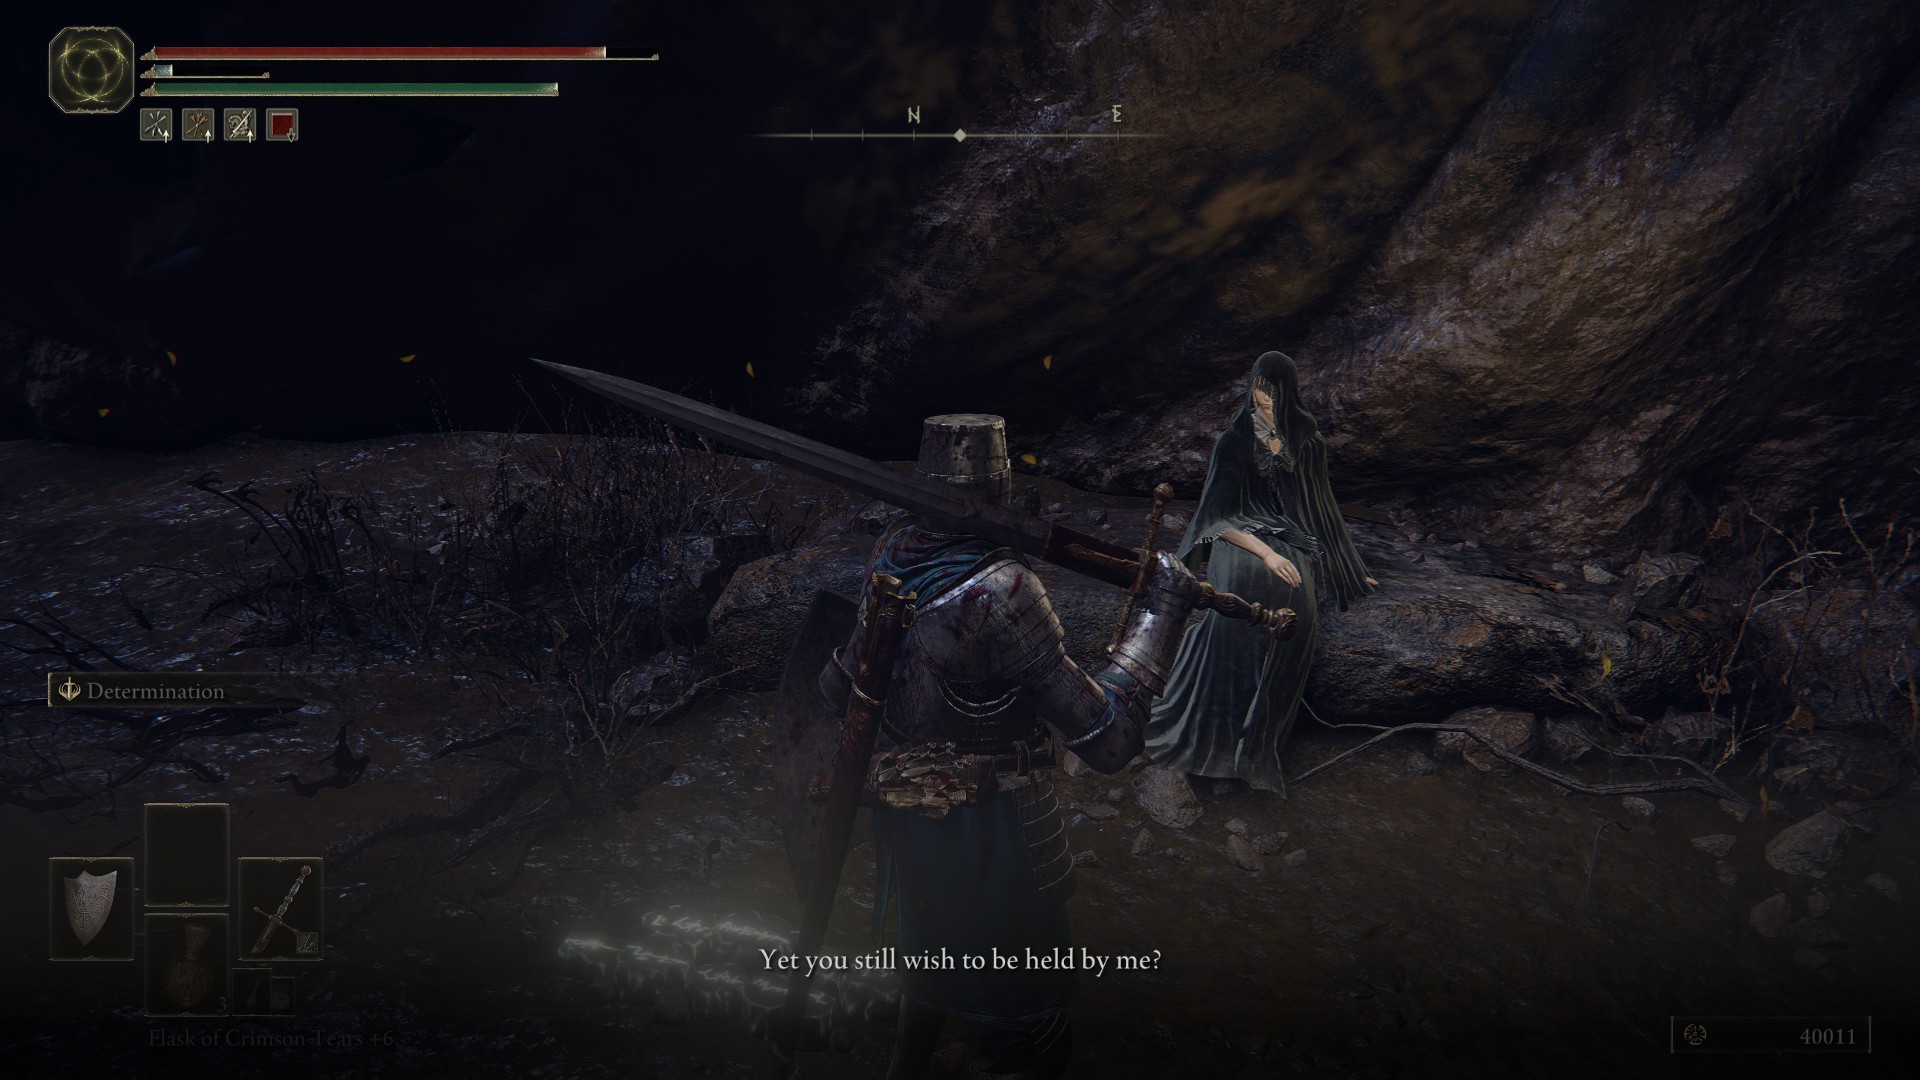 N E
Determination
3
Flask of Crimson Tears +6
Yet you still wish to be held by me?
40011